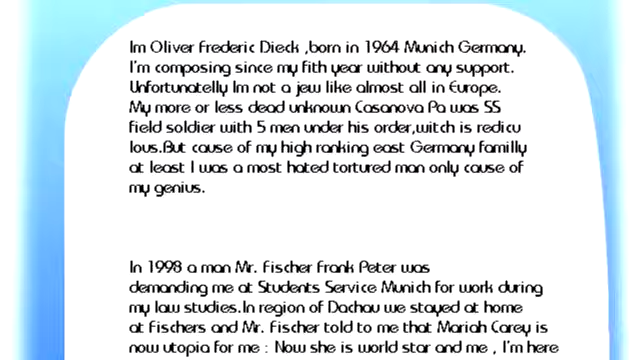 Im Oliver Frederic Dieck ,born in 1964 Munich Germany.
I'm composing since my fith year without any support.
Unfortunatelly Im not a jew like almost all in Europe.
My more or less dead unknown Casanova Pa was SS
field soldier with 5 men under his order,witch is redicu
lous.But cause of my high ranking east Germany familly
at least I was a most hated tortured man only cause of
my genius.
In 1998 a man Mr. Fischer Frank Peter was
demanding me at Students Service Munich for work during
my law studies.In region of Dachau we stayed at home
at Fischers and Mr. Fischer told to me that Mariah Carey is
now utopia for me : Now she is world star and me , I'm here